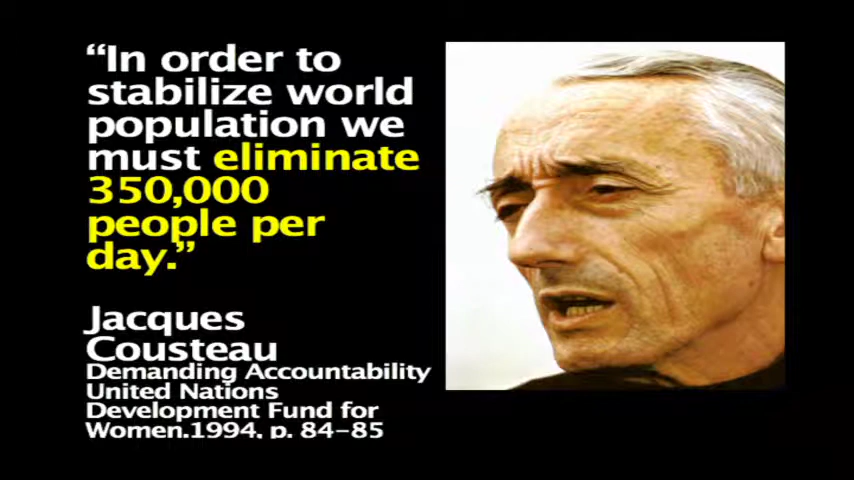 “In order to
stabilize world
population we
must eliminate
350,000
people per
day.”
Jacques
Cousteau
Demanding Accountability
United Nations
Development Fund for
Women.1994, p. 84-85